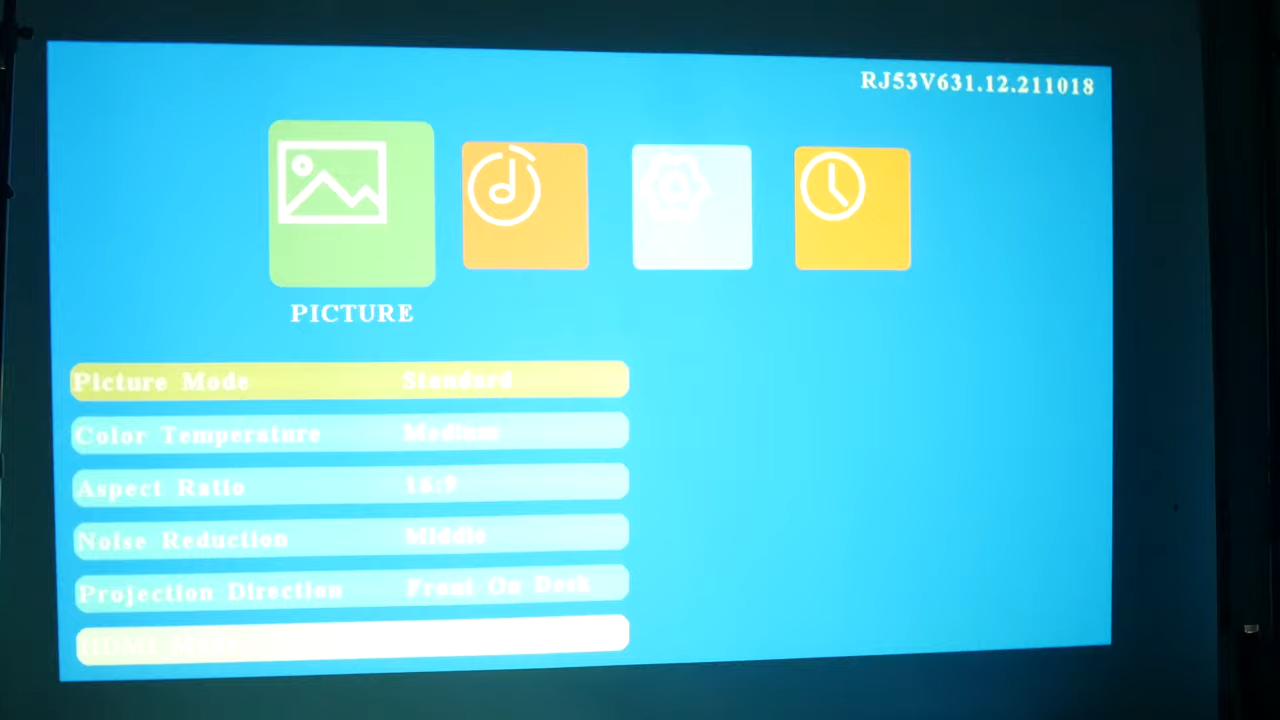 RJ53V631.12.211018
PICTURE
Picture Mode Standard
Color Temperature Medium
Aspect Ratio 16:9
Noise Reduction Middle
Projection Direction Front On Desk
HDMI